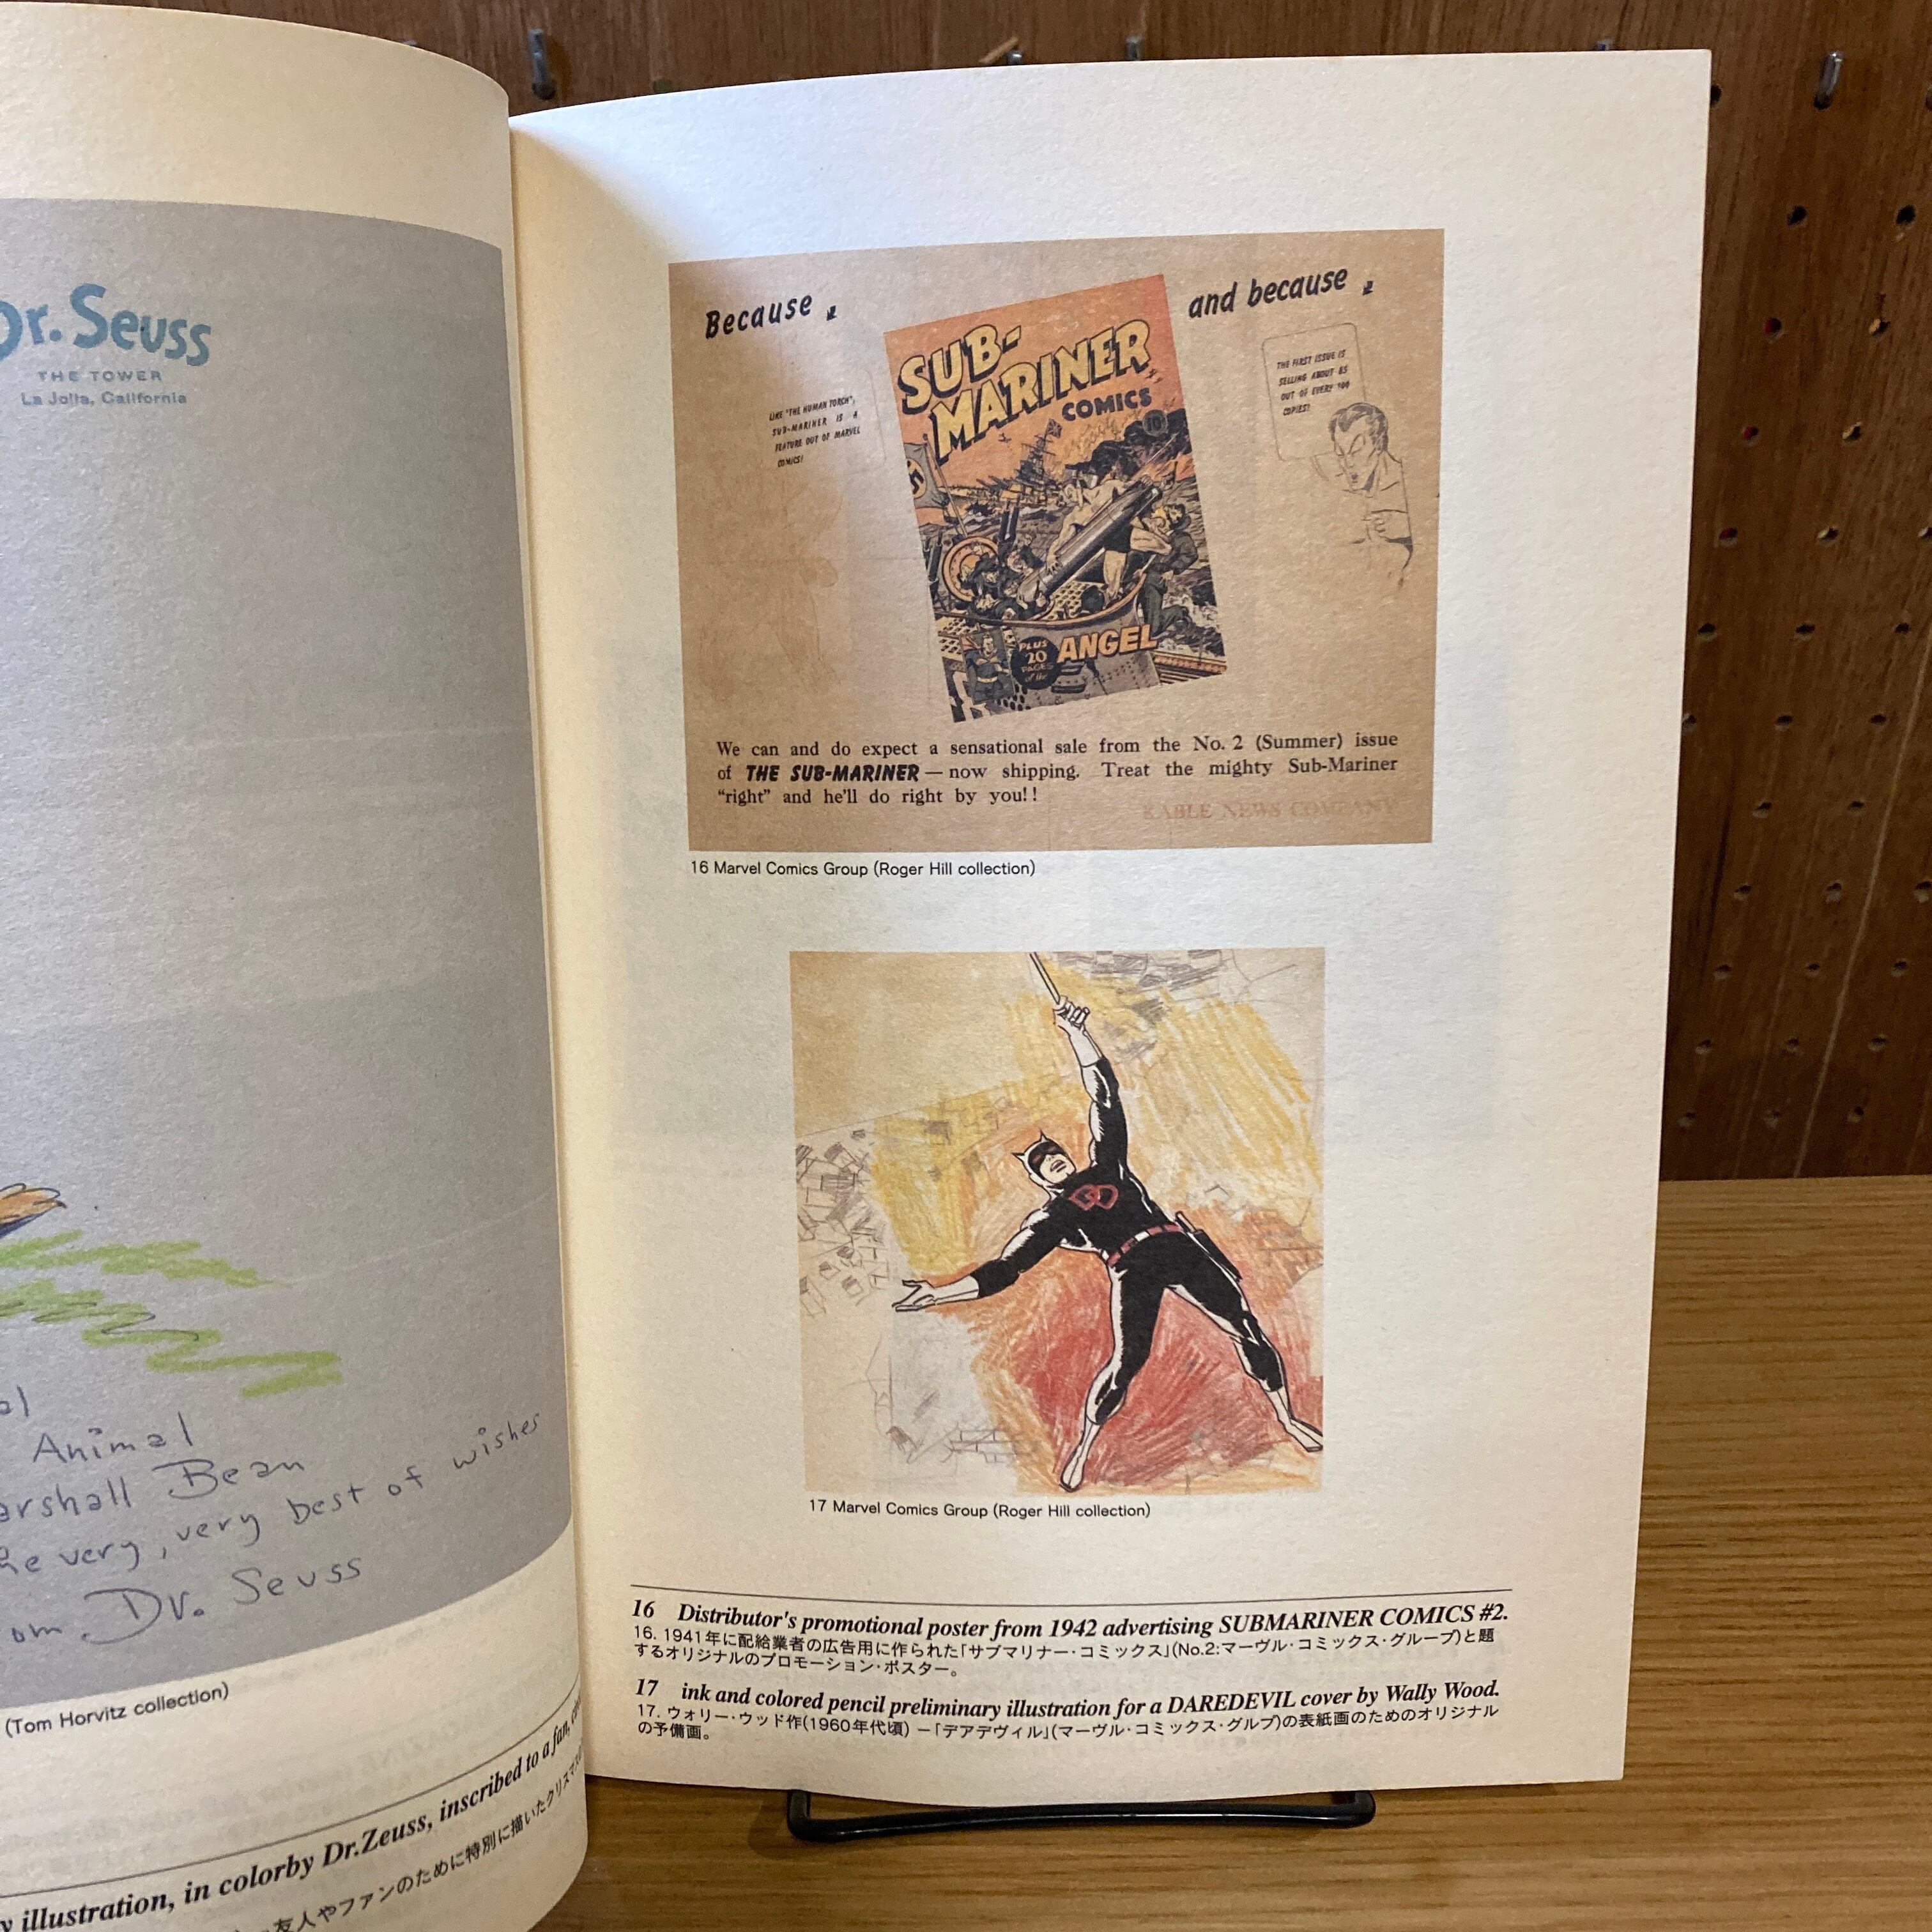 Dr. Seuss
THE TOWER
La Jolla, California
Animal
Bean
very, very best of wishes
Dr. Seuss
(Tom Horvitz collection)
illustration, in colorby Dr.Zeuss, inscribed to a fan,
友人やファンのために特別に描いたクリスマス
Because
and because
LIKE "THE HUMAN TORCH",
SUB-MARINER IS A
FEATURE OUT OF MARVEL
COMICS!
SUB-
MARINER
COMICS
10¢
PLUS
20
PAGES
of the
ANGEL
THE FIRST ISSUE IS
SELLING ABOUT 85
OUT OF EVERY 100
COPIES!
We can and do expect a sensational sale from the No. 2 (Summer) issue
of THE SUB-MARINER — now shipping. Treat the mighty Sub-Mariner
“right” and he'll do right by you!!
KABLE NEWS COMPANY
16 Marvel Comics Group (Roger Hill collection)
DD
17 Marvel Comics Group (Roger Hill collection)
16 Distributor's promotional poster from 1942 advertising SUBMARINER COMICS #2.
16. 1941年に配給業者の広告用に作られた「サブマリナー・コミックス」(No.2:マーヴル・コミックス・グループ)と題
するオリジナルのプロモーション・ポスター。
17 ink and colored pencil preliminary illustration for a DAREDEVIL cover by Wally Wood.
17. ウォリー・ウッド作(1960年代頃) —「デアデヴィル」(マーヴル・コミックス・グルプ)の表紙画のためのオリジナル
の予備画。